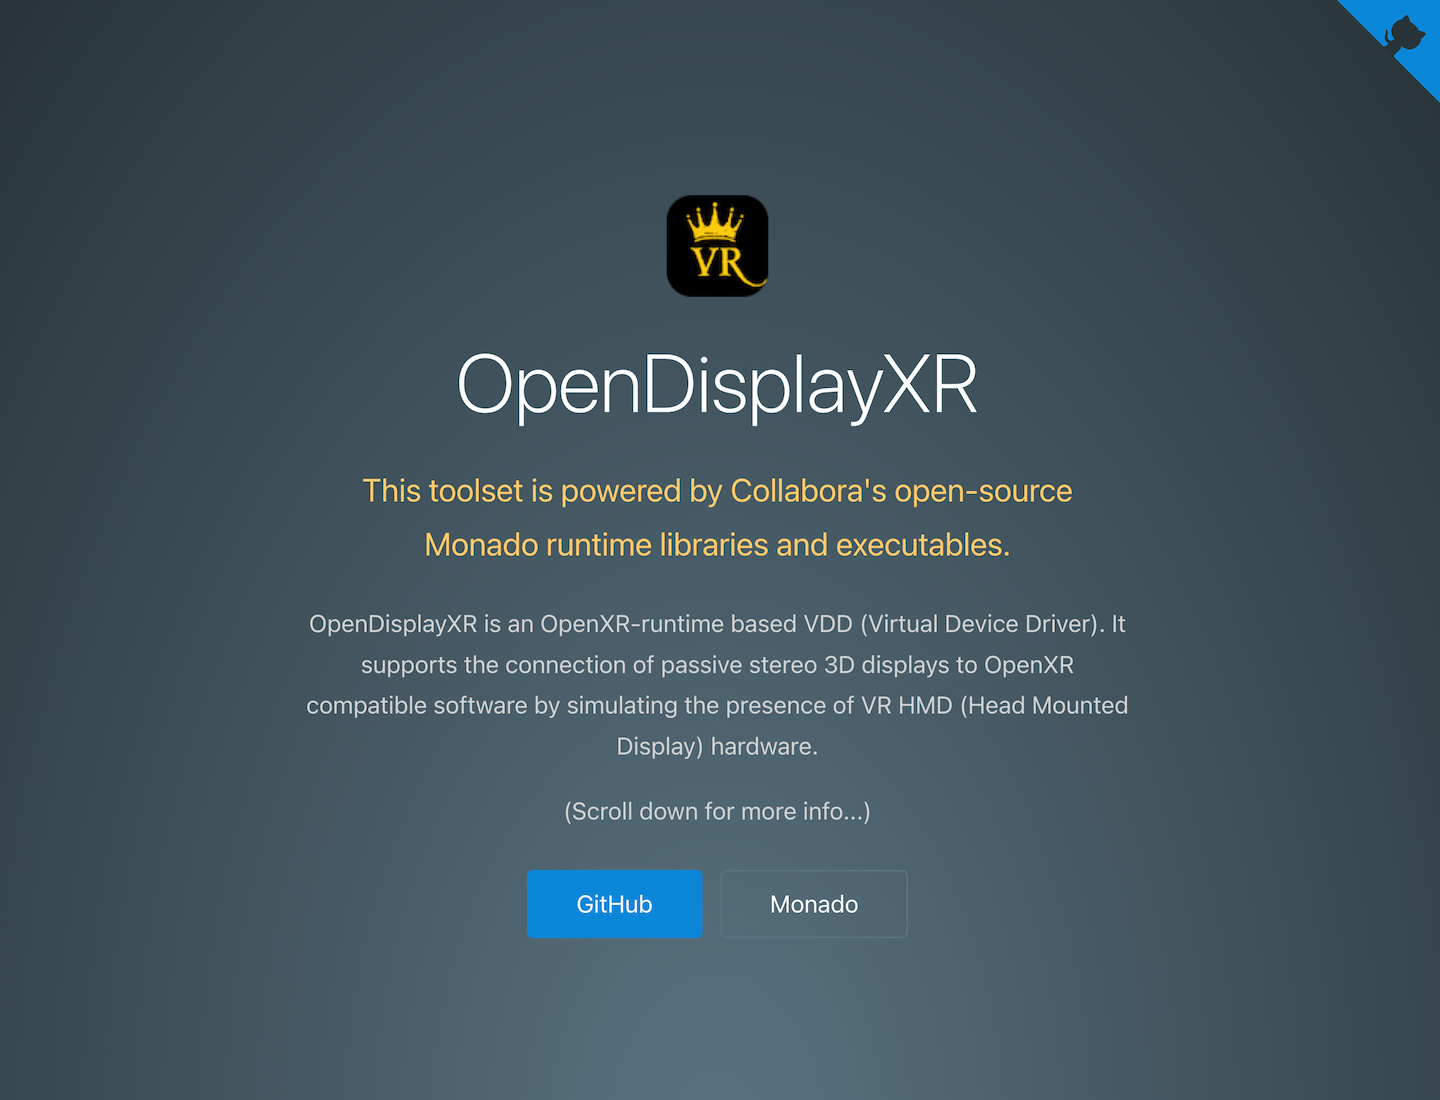 VR
OpenDisplayXR
This toolset is powered by Collabora's open-source
Monado runtime libraries and executables.
OpenDisplayXR is an OpenXR-runtime based VDD (Virtual Device Driver). It
supports the connection of passive stereo 3D displays to OpenXR
compatible software by simulating the presence of VR HMD (Head Mounted
Display) hardware.
(Scroll down for more info...)
GitHub
Monado